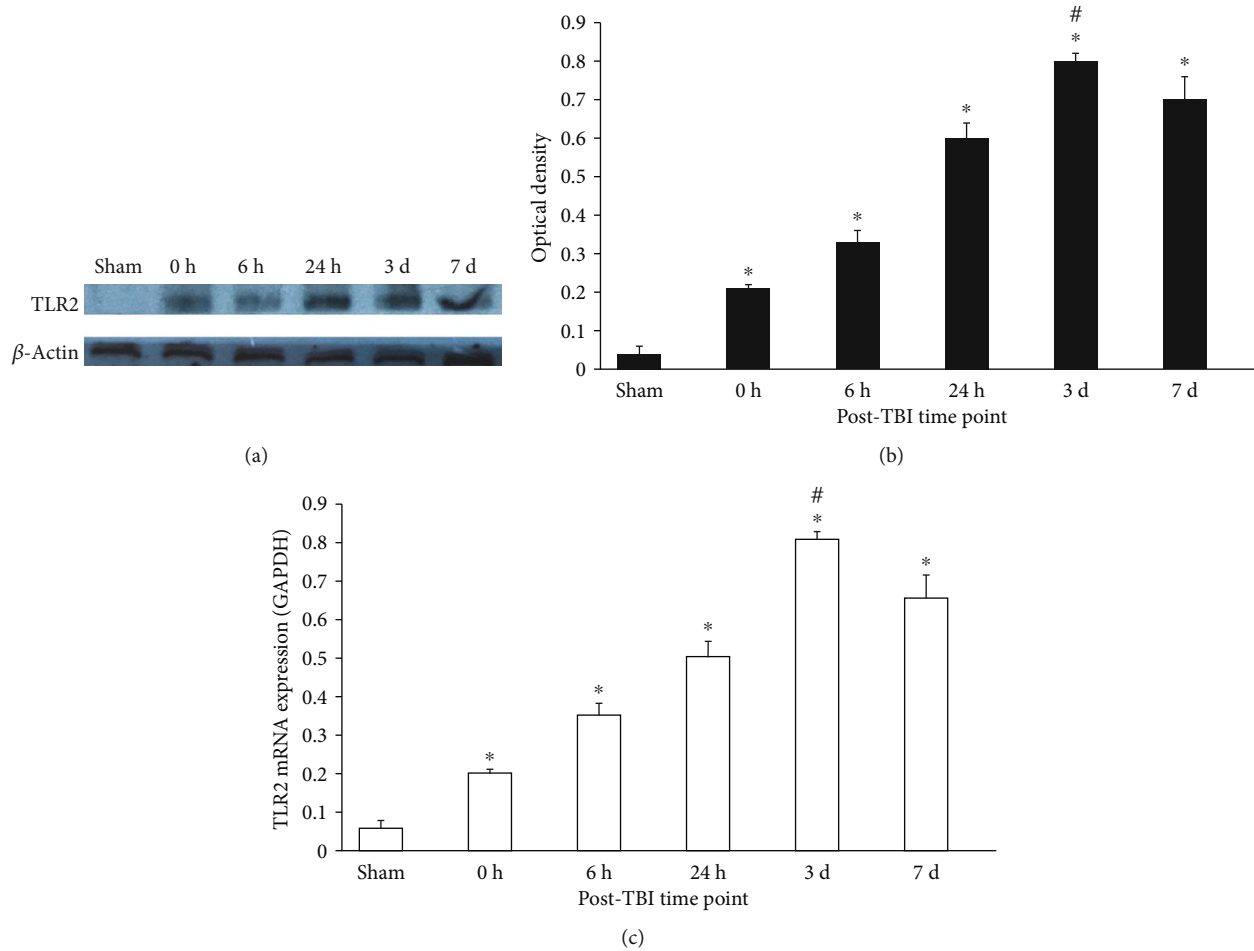 Sham 0 h 6 h 24 h 3 d 7 d
TLR2
β-Actin
(a)
Optical density
0.9
0.8
0.7
0.6
0.5
0.4
0.3
0.2
0.1
0
*
*
*
#
*
*
Sham 0 h 6 h 24 h 3 d 7 d
Post-TBI time point
(b)
TLR2 mRNA expression (GAPDH)
0.9
0.8
0.7
0.6
0.5
0.4
0.3
0.2
0.1
0
*
*
*
#
*
*
Sham 0 h 6 h 24 h 3 d 7 d
Post-TBI time point
(c)